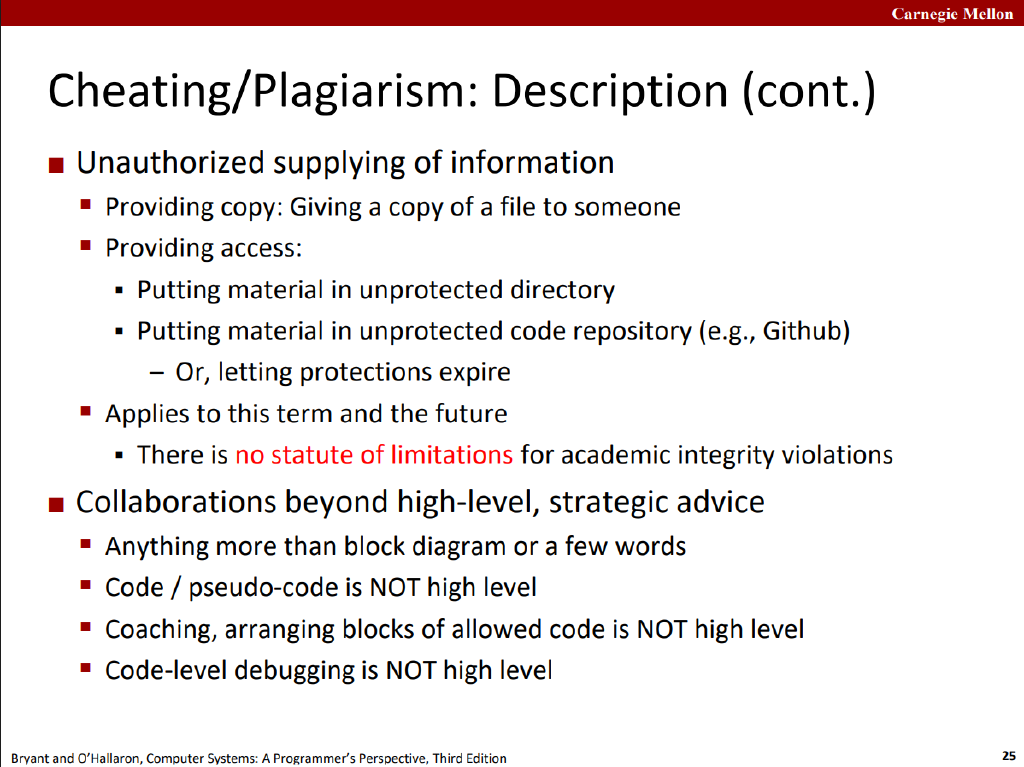 Carnegie Mellon
Cheating/Plagiarism: Description (cont.)
■ Unauthorized supplying of information
▪ Providing copy: Giving a copy of a file to someone
▪ Providing access:
▪ Putting material in unprotected directory
▪ Putting material in unprotected code repository (e.g., Github)
– Or, letting protections expire
▪ Applies to this term and the future
▪ There is no statute of limitations for academic integrity violations
■ Collaborations beyond high-level, strategic advice
▪ Anything more than block diagram or a few words
▪ Code / pseudo-code is NOT high level
▪ Coaching, arranging blocks of allowed code is NOT high level
▪ Code-level debugging is NOT high level
Bryant and O’Hallaron, Computer Systems: A Programmer’s Perspective, Third Edition
25